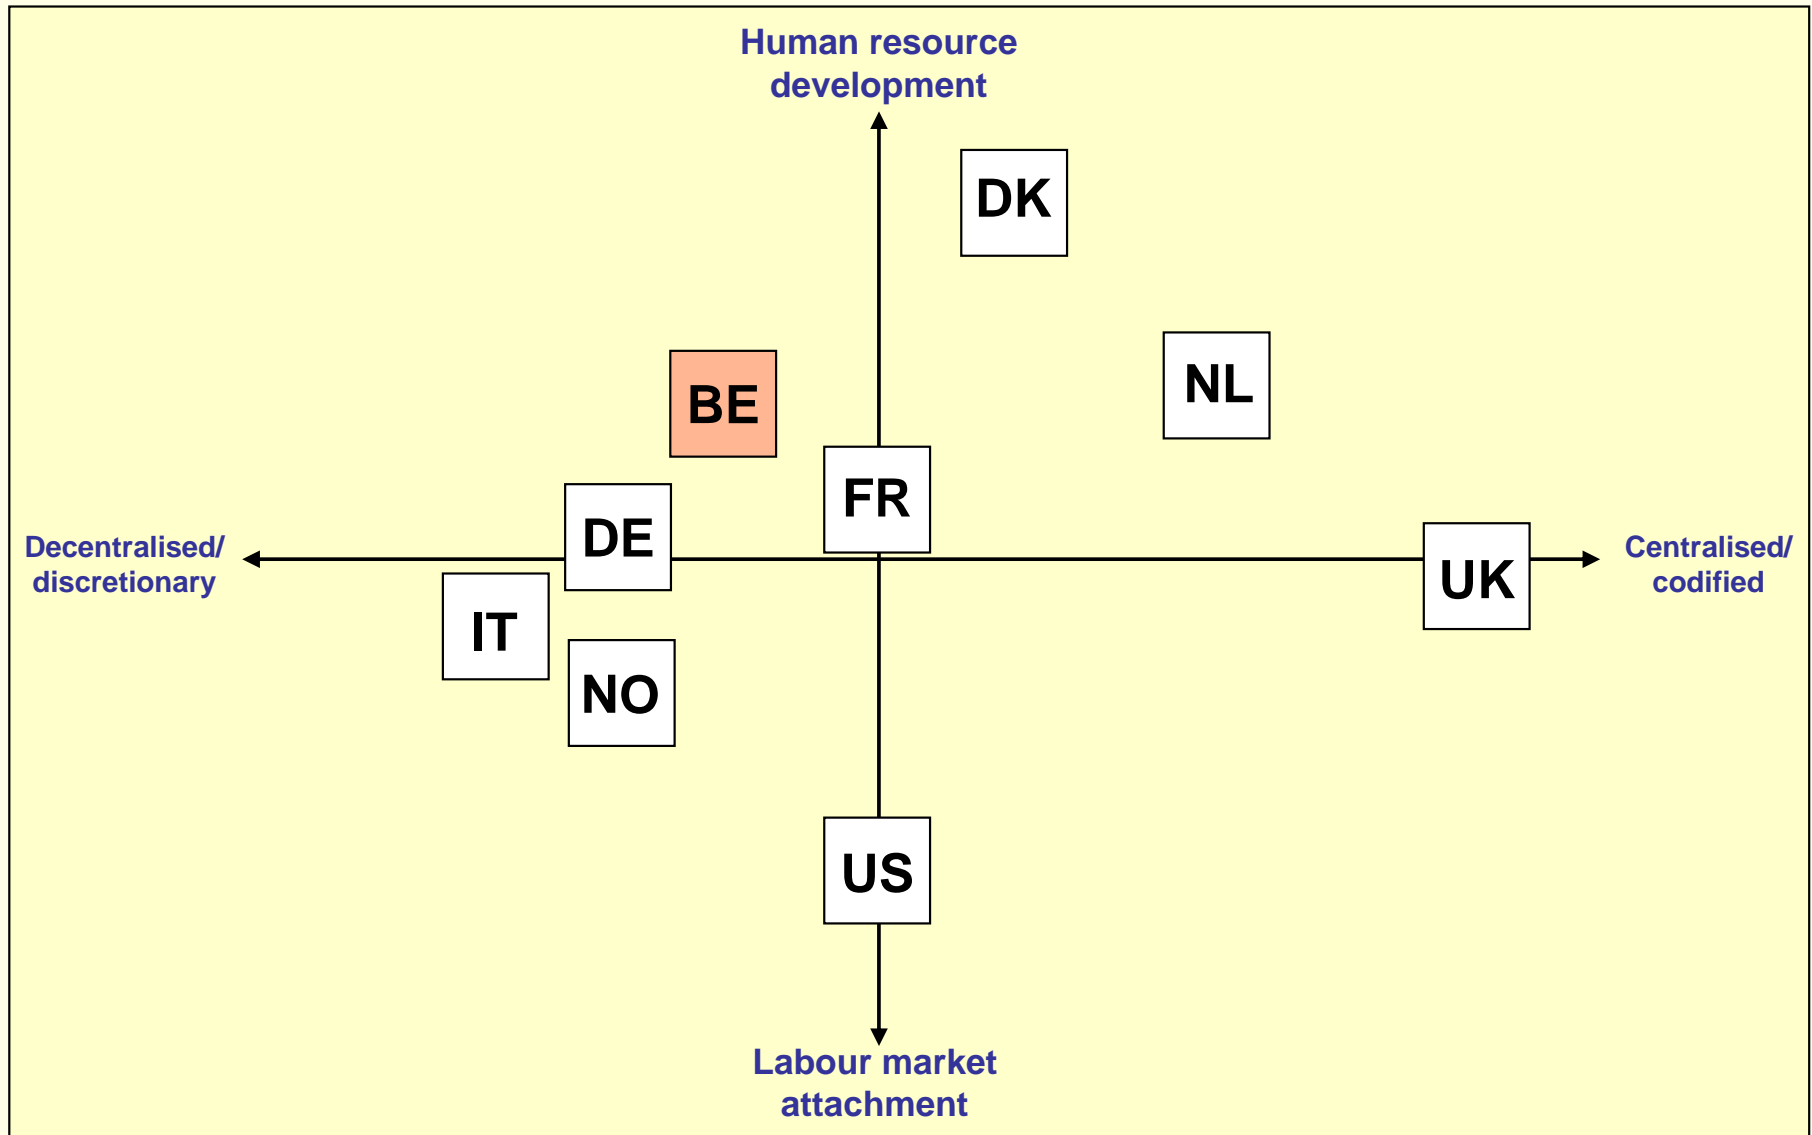 Human resource
development
DK
NL
BE
FR
DE
Decentralised/
discretionary
Centralised/
codified
UK
IT
NO
US
Labour market
attachment